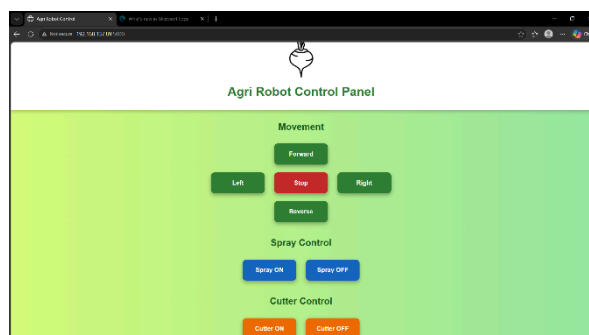 Agri Robot Control
Agri Robot Control Panel
Movement
Forward
Left Stop Right
Reverse
Spray Control
Spray ON Spray OFF
Cutter Control
Cutter ON Cutter OFF